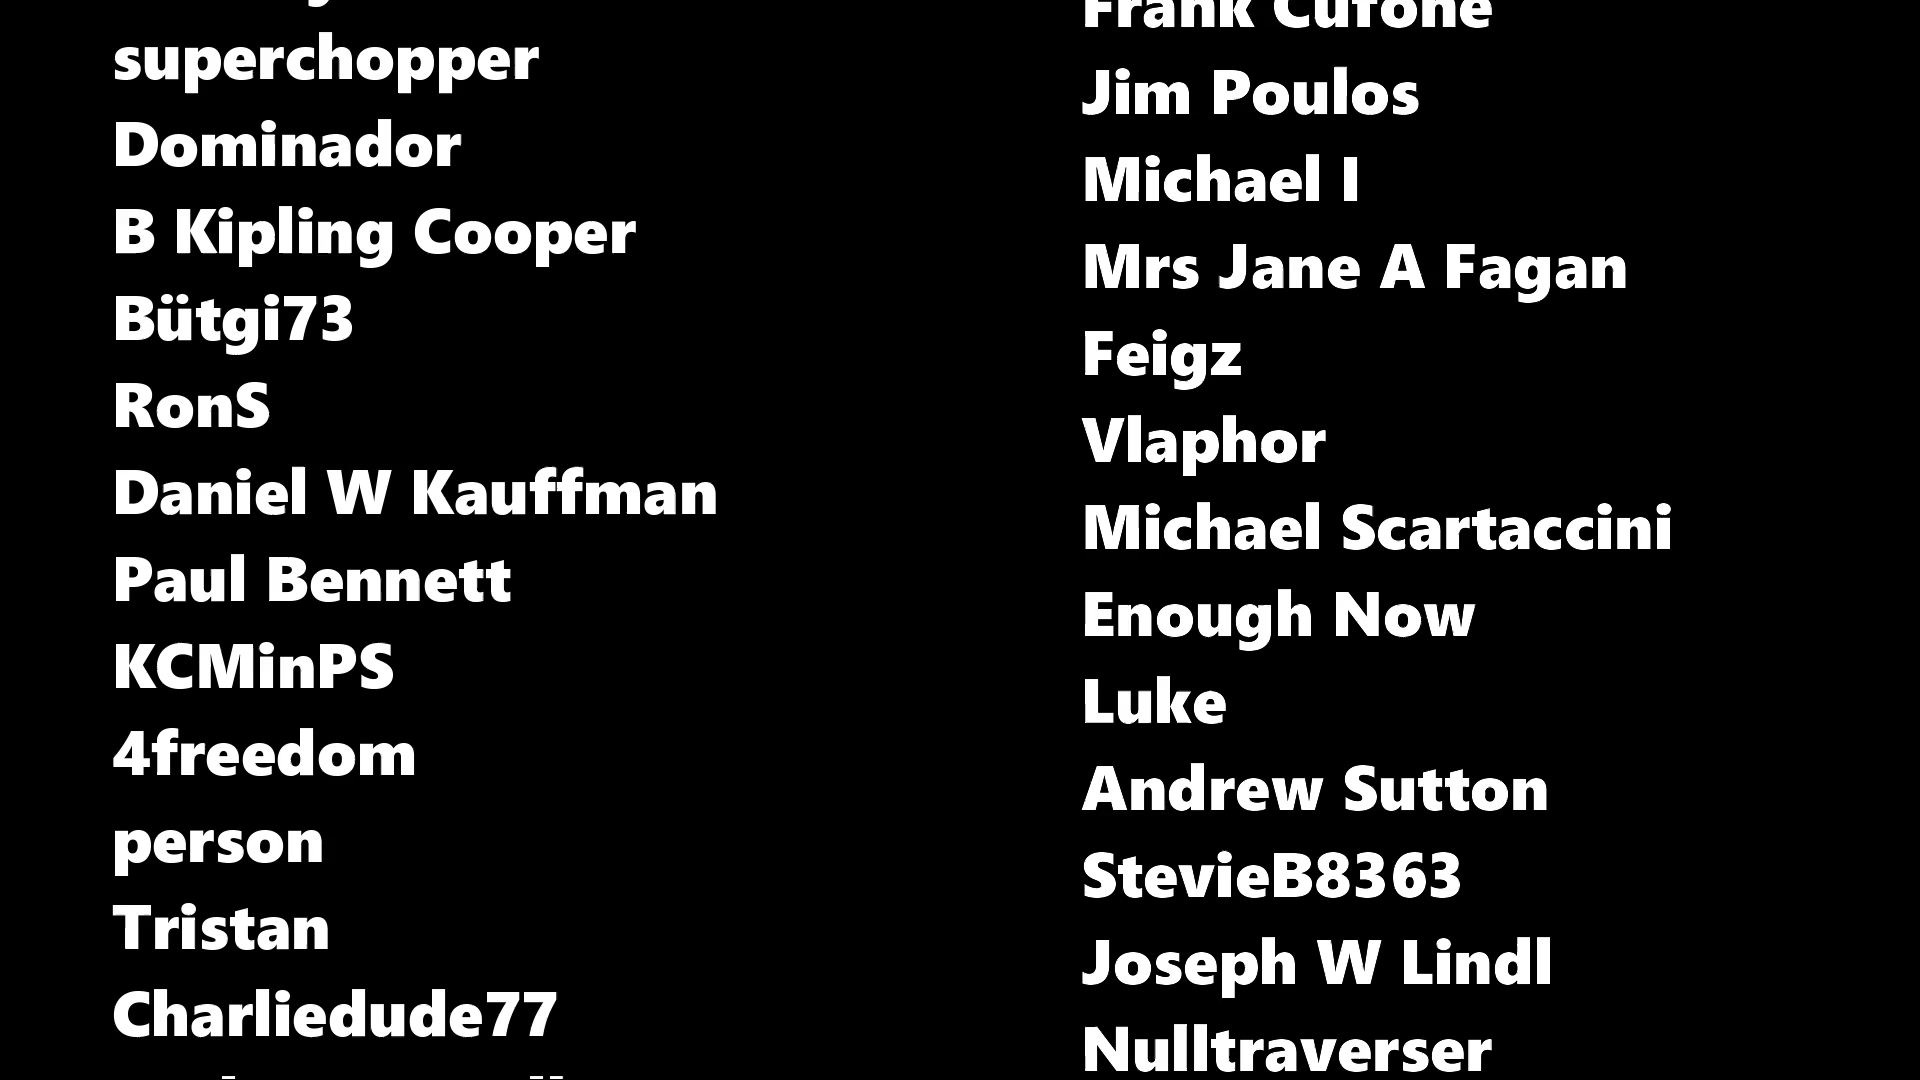 superchopper
Dominador
B Kipling Cooper
Bütgi73
RonS
Daniel W Kauffman
Paul Bennett
KCMinPS
4freedom
person
Tristan
Charliedude77
Frank Cufone
Jim Poulos
Michael I
Mrs Jane A Fagan
Feigz
Vlaphor
Michael Scartaccini
Enough Now
Luke
Andrew Sutton
StevieB8363
Joseph W Lindl
Nulltraverser